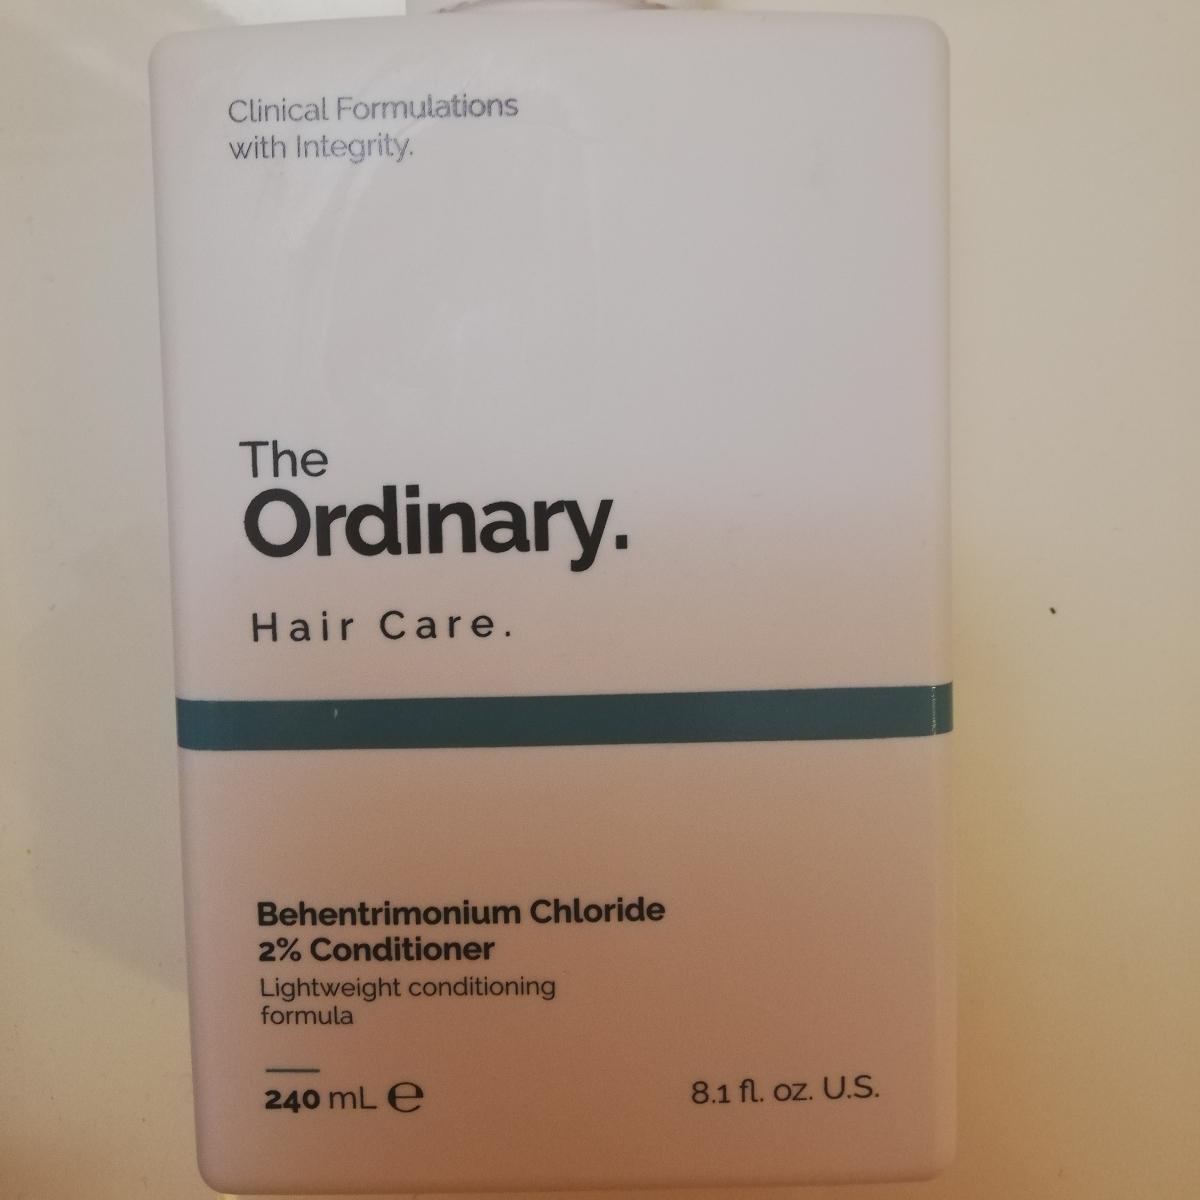 Clinical Formulations
with Integrity.
The
Ordinary.
Hair Care.
Behentrimonium Chloride
2% Conditioner
Lightweight conditioning
formula
240 mL ℮
8.1 fl. oz. U.S.